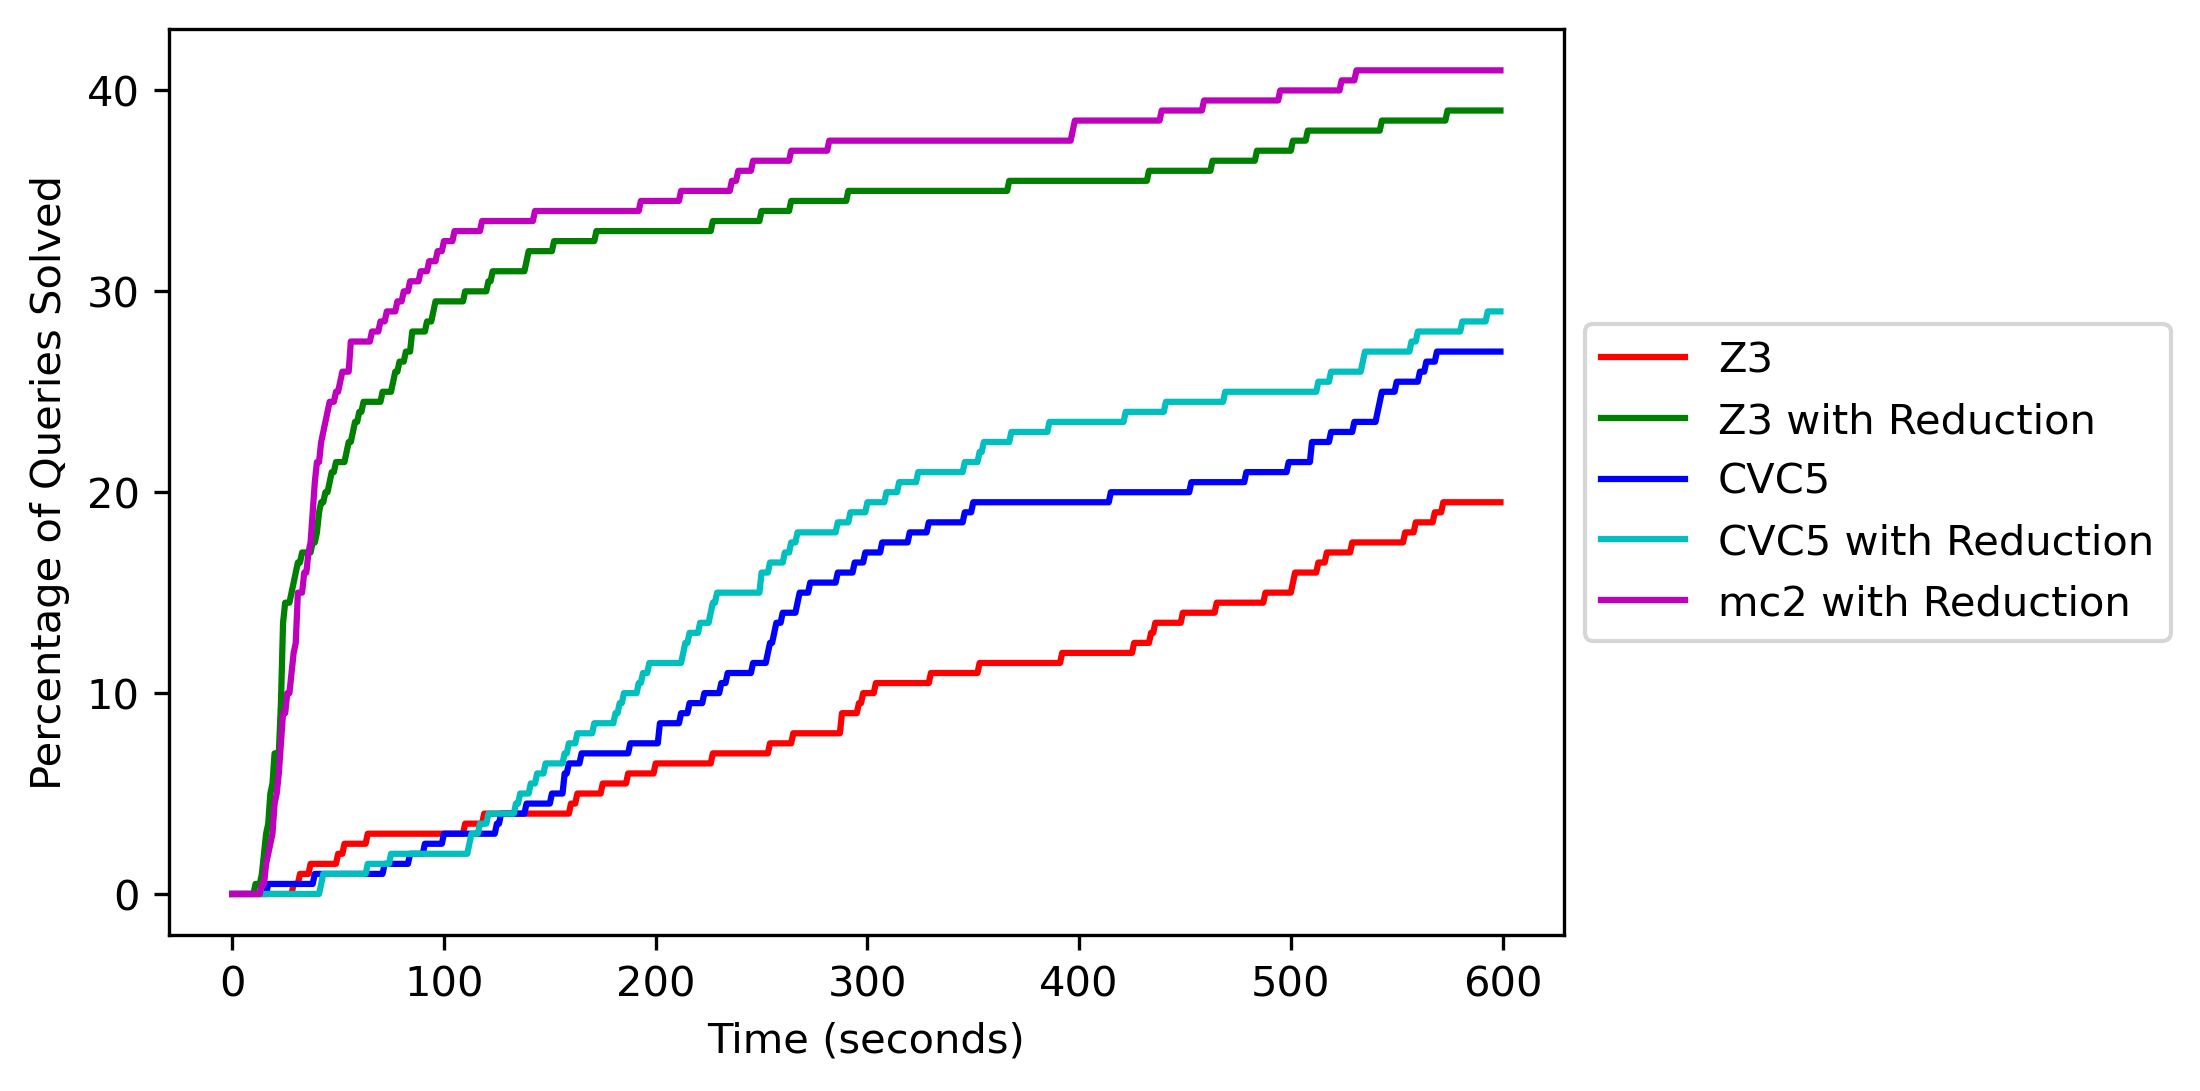 Percentage of Queries Solved
40
30
20
10
0
0 100 200 300 400 500 600
Time (seconds)
Z3
Z3 with Reduction
CVC5
CVC5 with Reduction
mc2 with Reduction